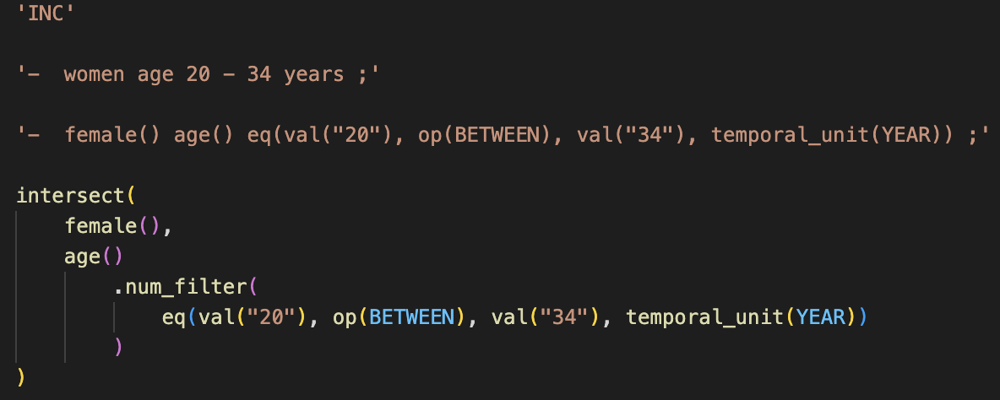 'INC'
'-  women age 20 - 34 years ;'
'-  female() age() eq(val("20"), op(BETWEEN), val("34"), temporal_unit(YEAR)) ;'
intersect(
    female(),
    age()
        .num_filter(
            eq(val("20"), op(BETWEEN), val("34"), temporal_unit(YEAR))
        )
)